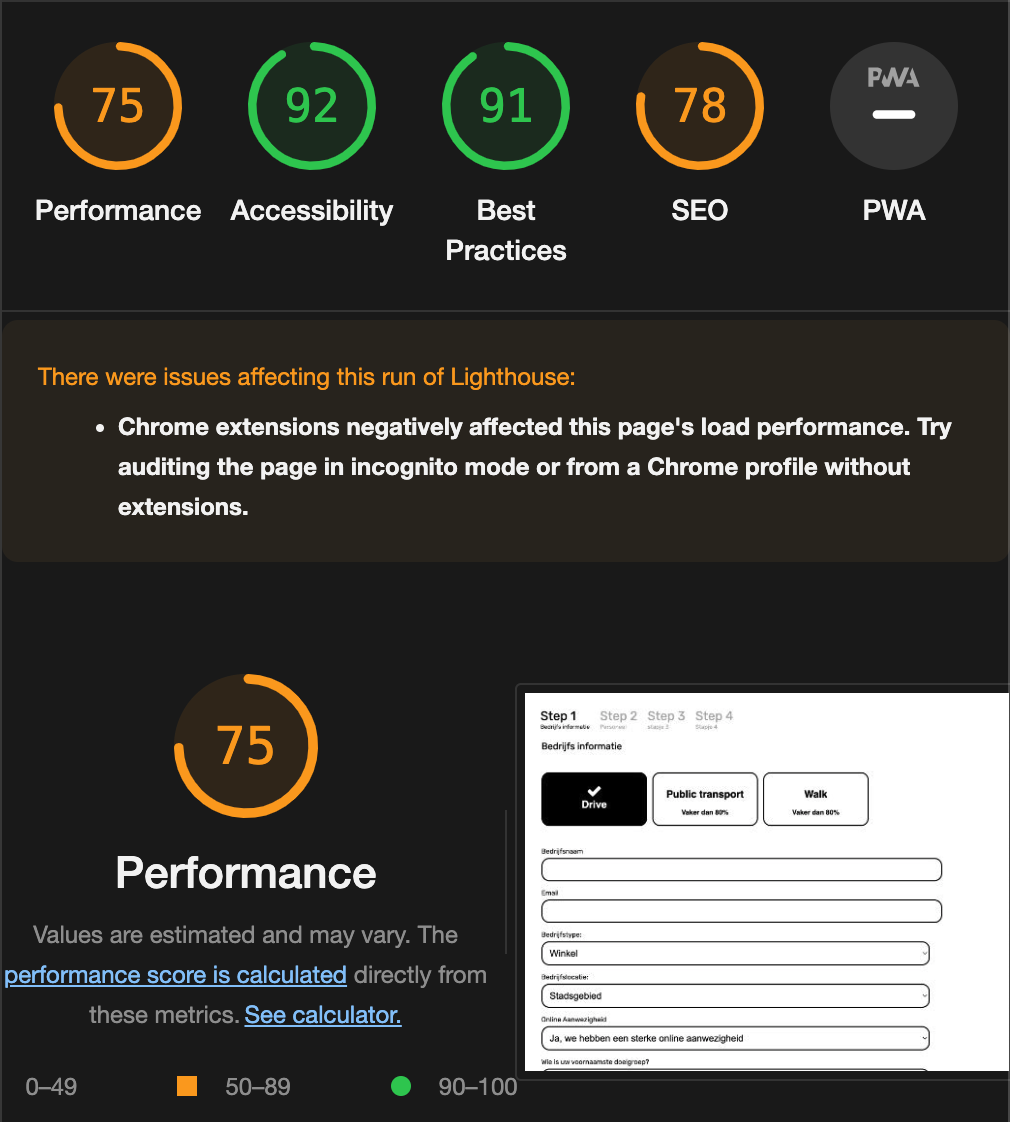 75
92
91
78
PWA
Performance
Accessibility
Best
Practices
SEO
PWA
There were issues affecting this run of Lighthouse:
• Chrome extensions negatively affected this page's load performance. Try
auditing the page in incognito mode or from a Chrome profile without
extensions.
75
Performance
Values are estimated and may vary. The
performance score is calculated directly from
these metrics. See calculator.
0–49
50–89
90–100
Step 1
Bedrijfs informatie
Step 2
Personeel
Step 3
stapje 3
Step 4
Stapje 4
Bedrijfs informatie
Drive
Public transport
Vaker dan 80%
Walk
Vaker dan 80%
Bedrijfsnaam
Email
Bedrijfstype:
Winkel
Bedrijfslocatie:
Stadsgebied
Online Aanwezigheid
Ja, we hebben een sterke online aanwezigheid
Wie is uw voornaamste doelgroep?